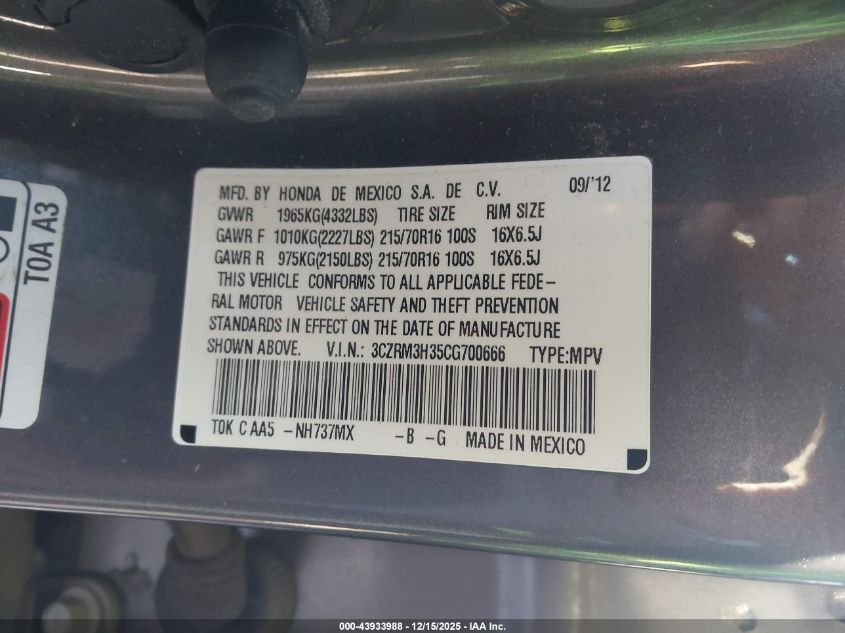 MFD. BY HONDA DE MEXICO S.A. DE C.V. 09/'12
GVWR 1965KG(4332LBS) TIRE SIZE RIM SIZE
GAWR F 1010KG(2227LBS) 215/70R16 100S 16X6.5J
GAWR R 975KG(2150LBS) 215/70R16 100S 16X6.5J
THIS VEHICLE CONFORMS TO ALL APPLICABLE FEDE-
RAL MOTOR VEHICLE SAFETY AND THEFT PREVENTION
STANDARDS IN EFFECT ON THE DATE OF MANUFACTURE
SHOWN ABOVE. V.I.N.: 3CZRM3H35CG700666 TYPE:MPV
T0K C AA5 -NH737MX -B -G MADE IN MEXICO
T0A A3
000-43933988 - 12/15/2025 - IAA Inc.